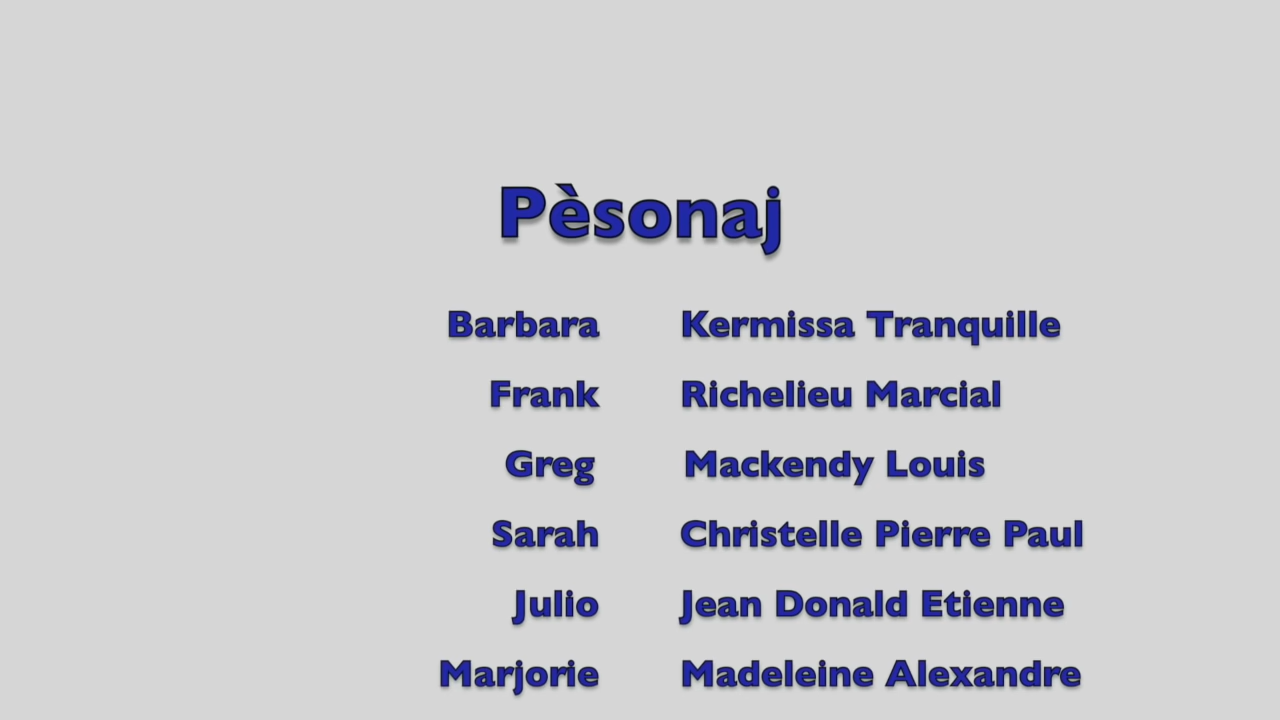 Pèsonaj
Barbara Kermissa Tranquille
Frank Richelieu Marcial
Greg Mackendy Louis
Sarah Christelle Pierre Paul
Julio Jean Donald Etienne
Marjorie Madeleine Alexandre